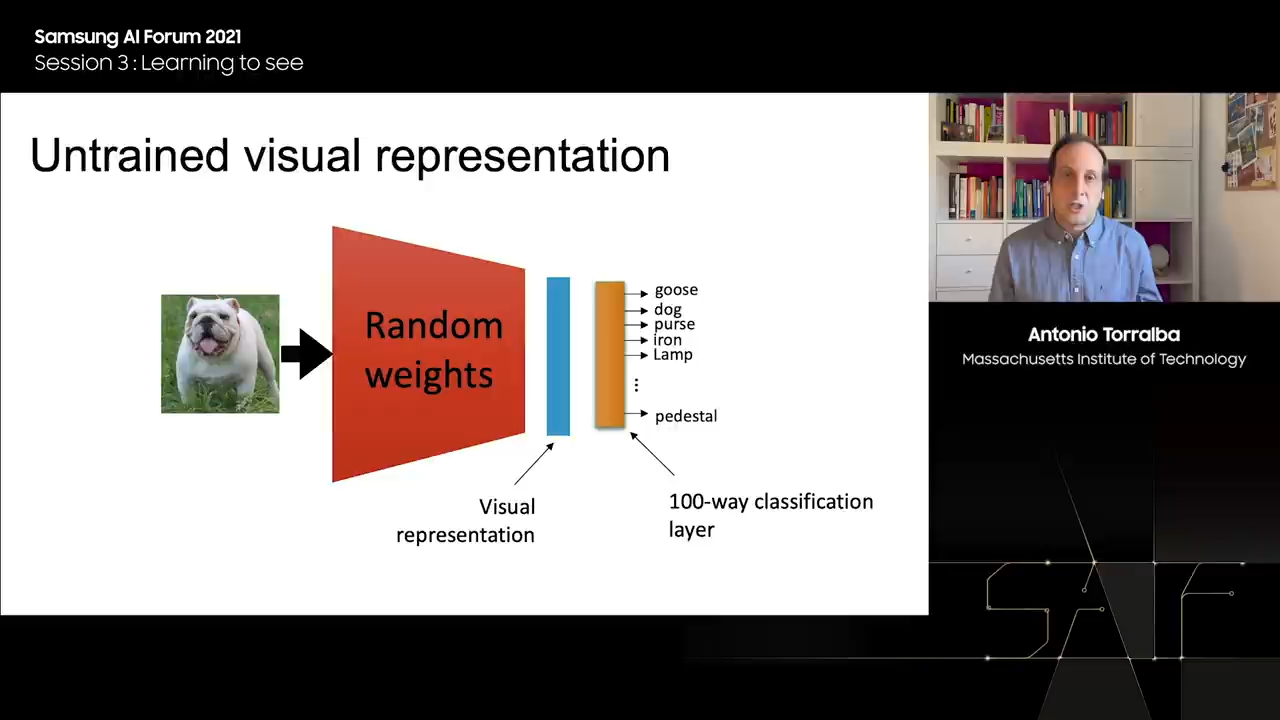 Samsung AI Forum 2021
Session 3 : Learning to see
Untrained visual representation
Random
weights
goose
dog
purse
iron
Lamp
pedestal
Visual
representation
100-way classification
layer
Antonio Torralba
Massachusetts Institute of Technology
SAIF